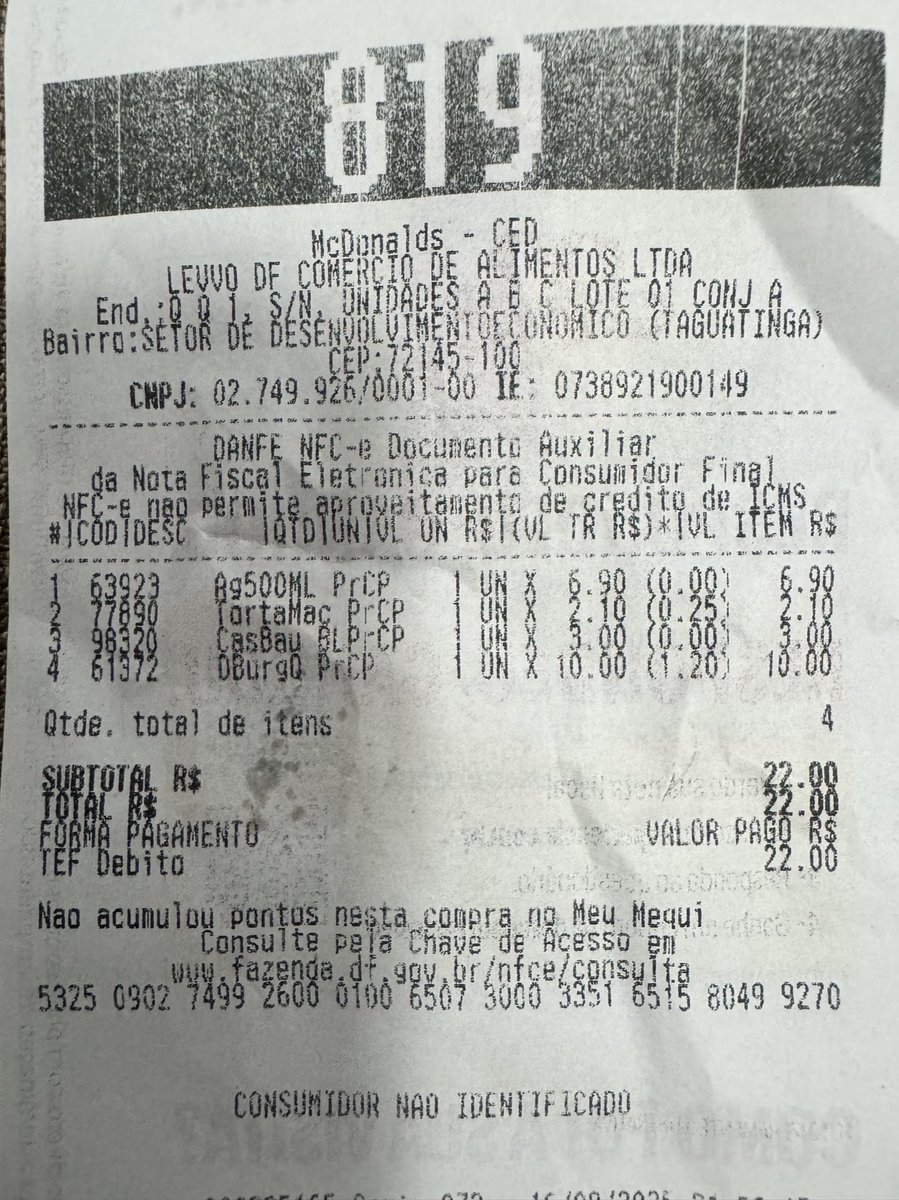 819
McDonalds - CED
LEVVO DF COMERCIO DE ALIMENTOS LTDA
End.:Q Q 1, S/N, UNIDADES A B C LOTE 01 CONJ A
Bairro:SETOR DE DESENVOLVIMENTOECONOMICO (TAGUATINGA)
CEP:72145-100
CNPJ: 02.749.926/0001-00 IE: 0738921900149
DANFE NFC-e Documento Auxiliar
da Nota Fiscal Eletronica para Consumidor Final
NFC-e nao permite aproveitamento de credito de ICMS
#|COD|DESC |QTD|UN|VL UN R$|(VL TR R$)*|VL ITEM R$
1 63923 Ag500ML PrCP 1 UN X 6.90 (0.00) 6.90
2 77890 TortaMac PrCP 1 UN X 2.10 (0.25) 2.10
3 98320 CasBau BLPrCP 1 UN X 3.00 (0.00) 3.00
4 61372 DBurgQ PrCP 1 UN X 10.00 (1.20) 10.00
Qtde. total de itens 4
SUBTOTAL R$ 22.00
TOTAL R$ 22.00
FORMA PAGAMENTO VALOR PAGO R$
TEF Debito 22.00
Nao acumulou pontos nesta compra no Meu Mequi
Consulte pela Chave de Acesso em
www.fazenda.df.gov.br/nfce/consulta
5325 0902 7499 2600 0100 6507 3000 3351 6515 8049 9270
CONSUMIDOR NAO IDENTIFICADO